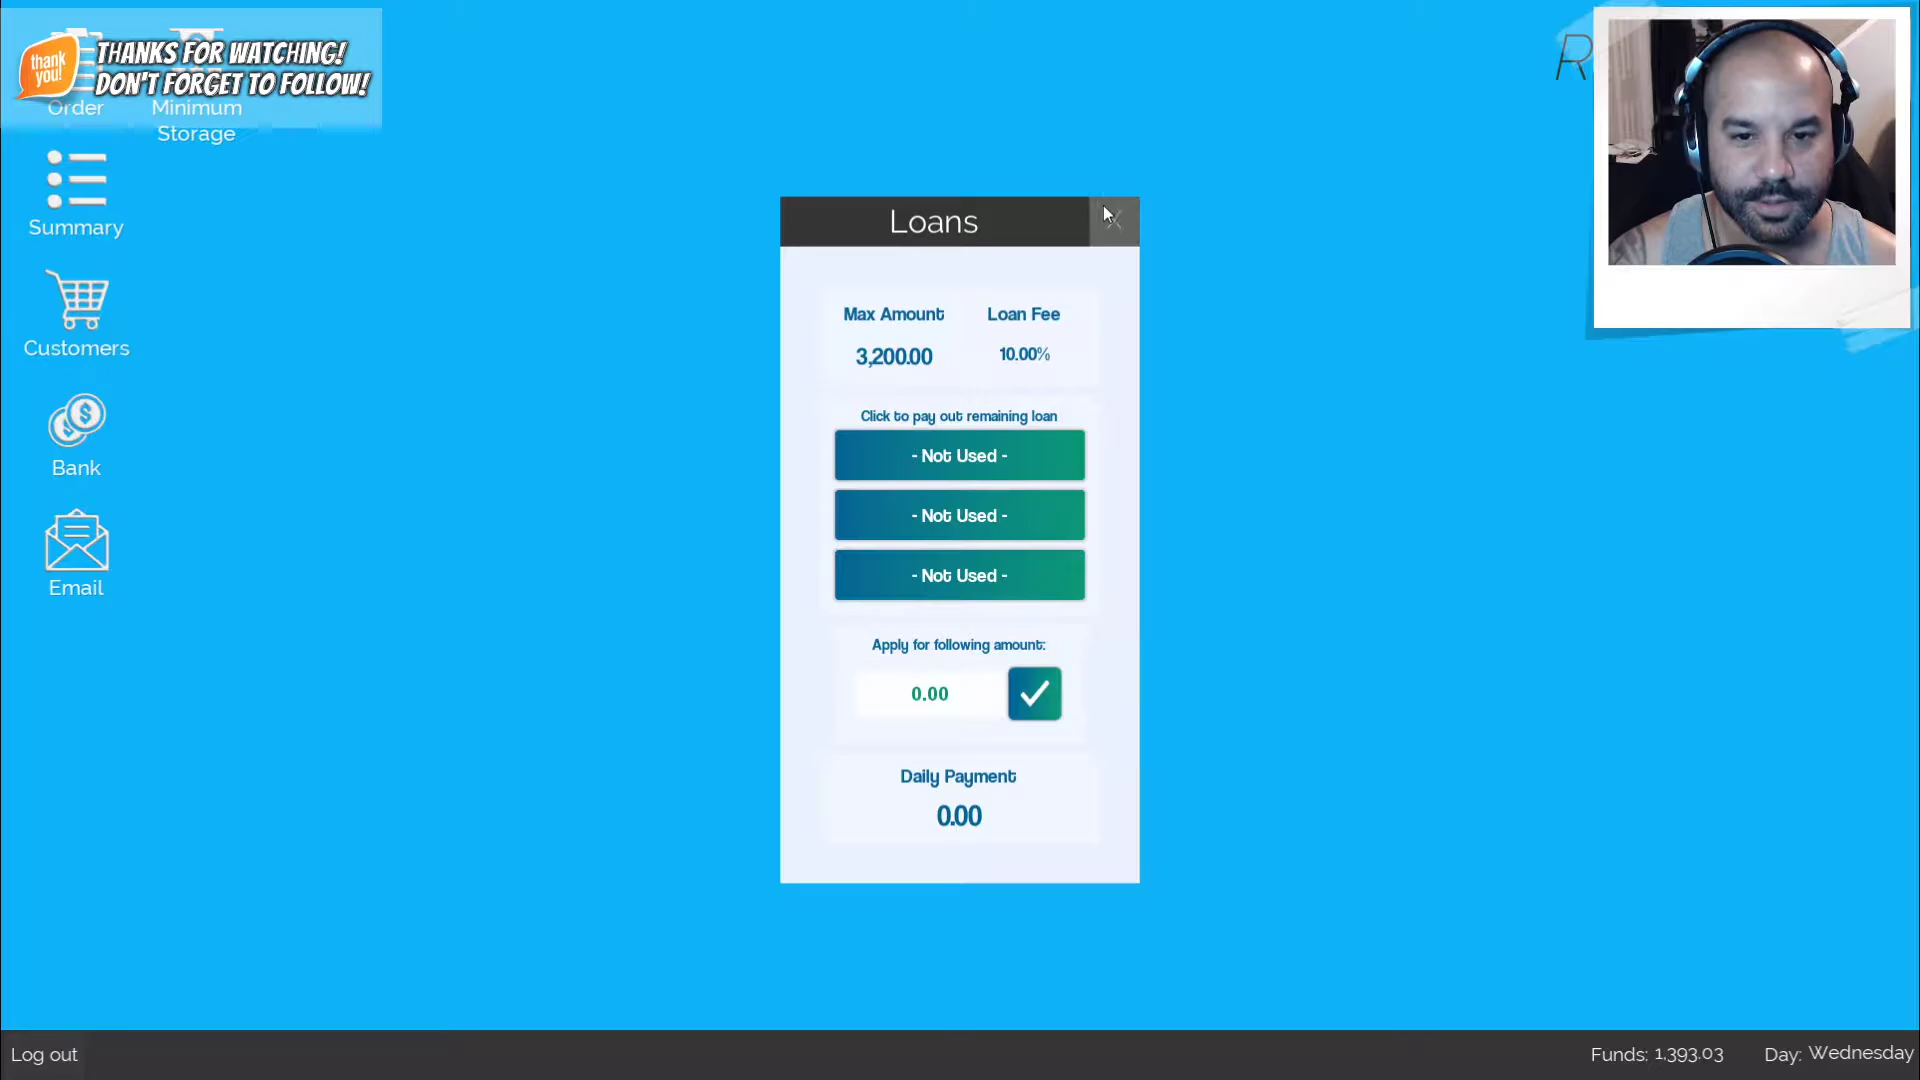 thank
you!
THANKS FOR WATCHING!
DON'T FORGET TO FOLLOW!
Order
Minimum
Storage
Summary
Customers
Bank
Email
R
Loans
X
Max Amount
Loan Fee
3,200.00
10.00%
Click to pay out remaining loan
- Not Used -
- Not Used -
- Not Used -
Apply for following amount:
0.00
Daily Payment
0.00
Log out
Funds: 1,393.03
Day: Wednesday